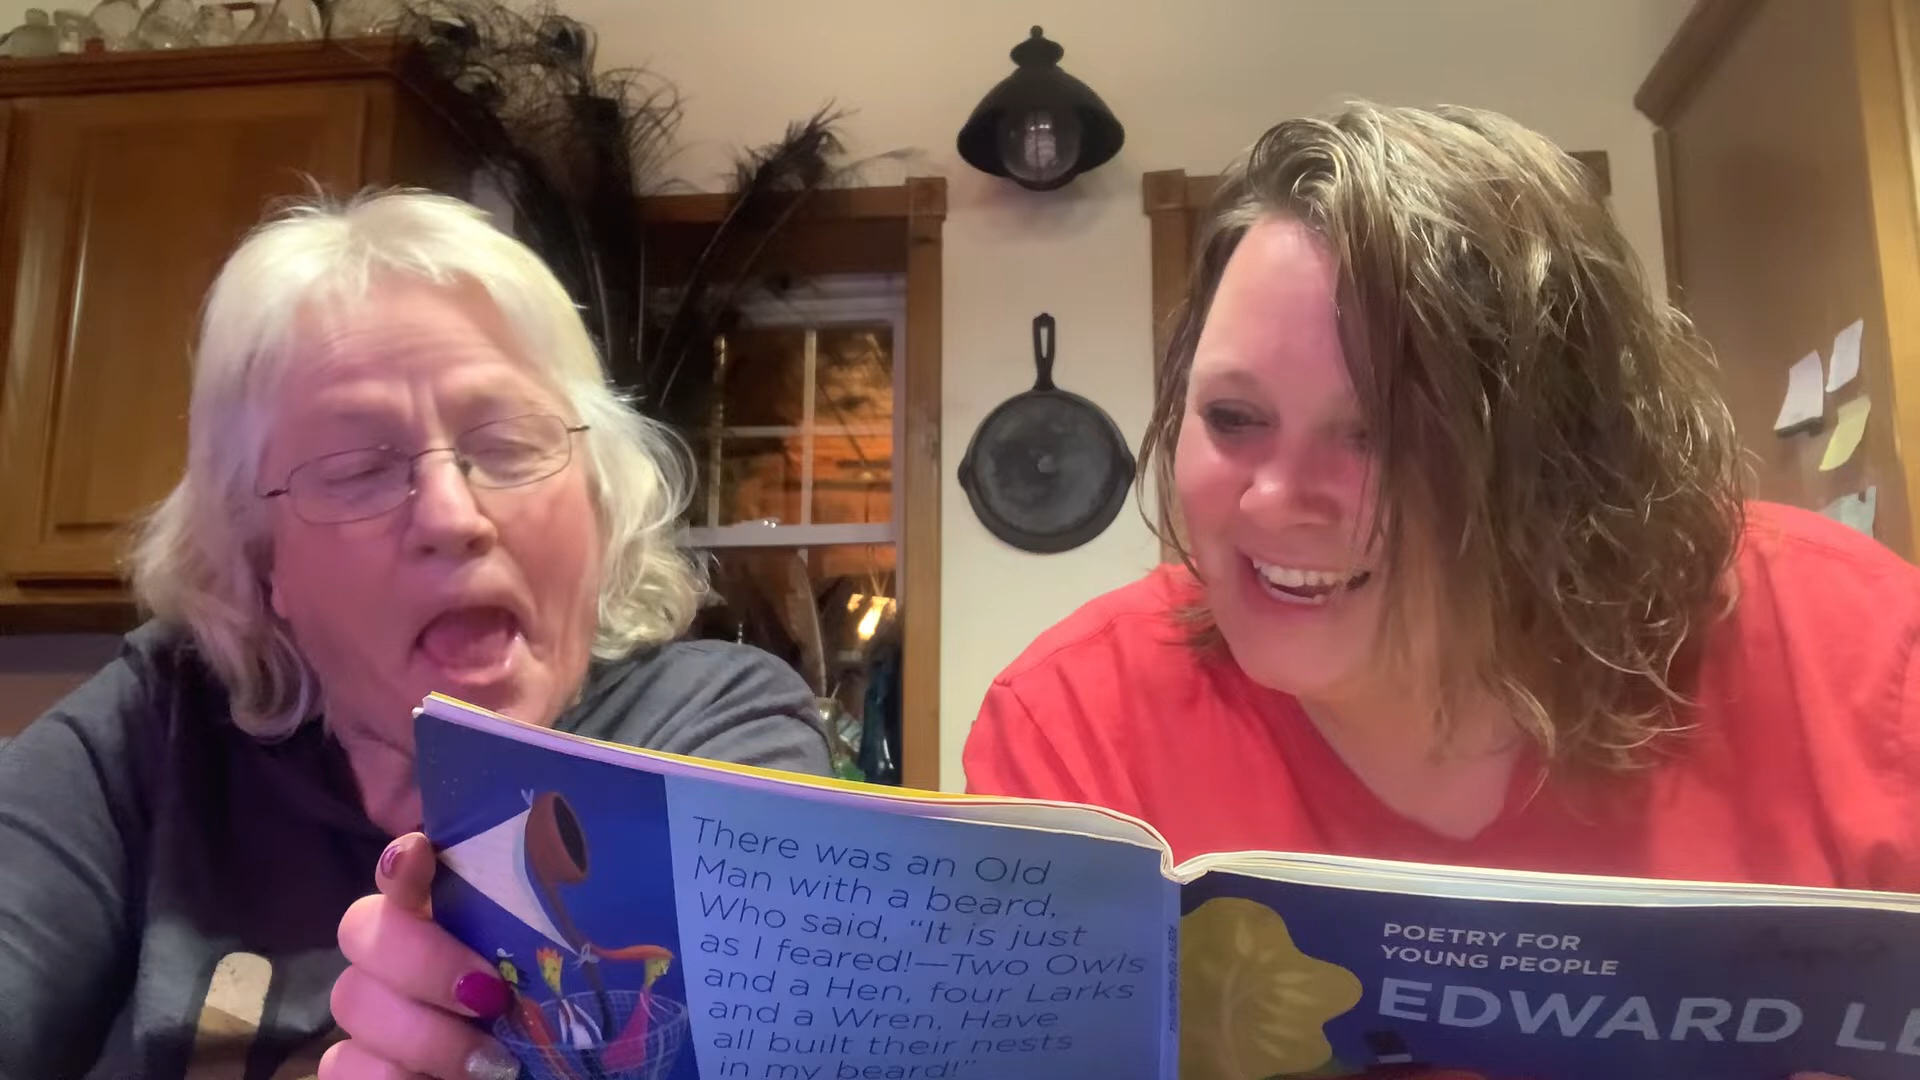 There was an Old
Man with a beard,
Who said, "It is just
as I feared!—Two Owls
and a Hen, four Larks
and a Wren, Have
all built their nests
in my beard!"
POETRY FOR
YOUNG PEOPLE
EDWARD LE